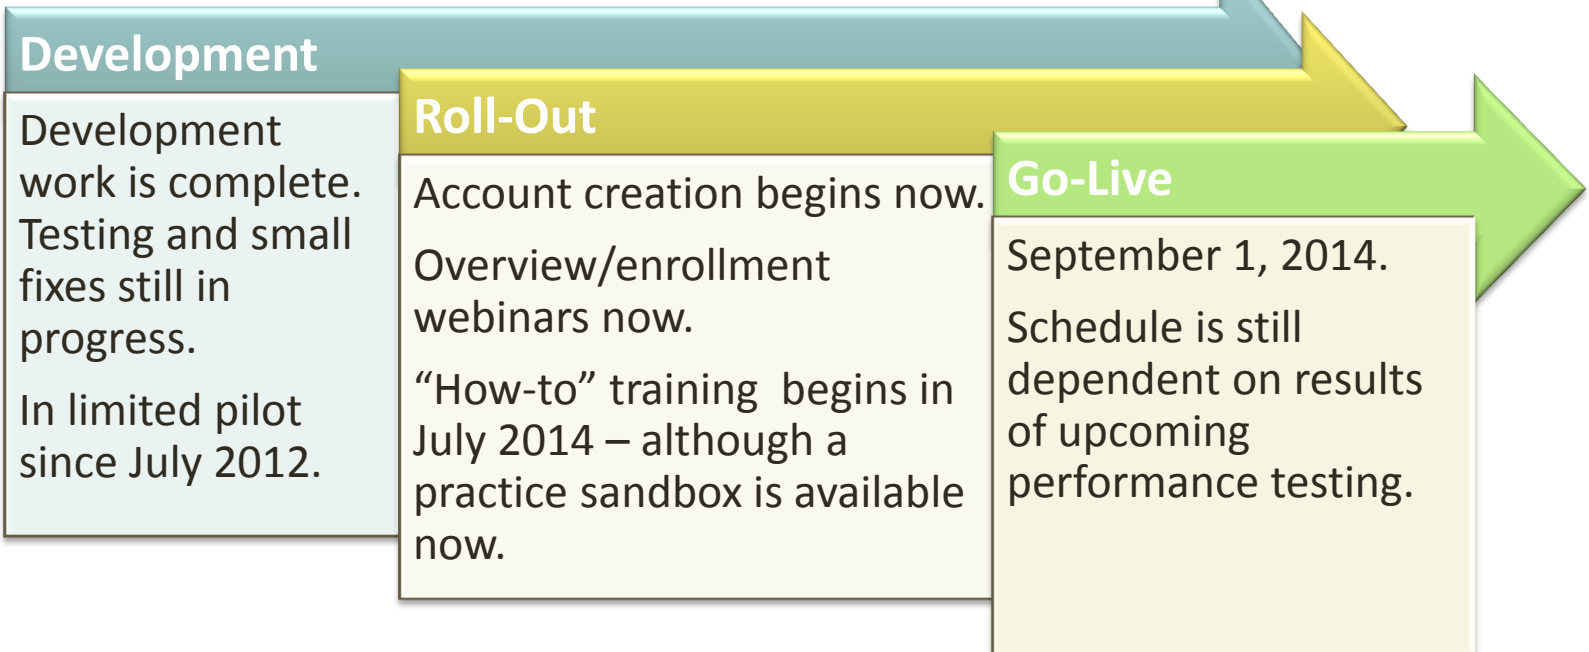 Development
Development
work is complete.
Testing and small
fixes still in
progress.
In limited pilot
since July 2012.
Roll-Out
Account creation begins now.
Overview/enrollment
webinars now.
“How-to” training  begins in
July 2014 – although a
practice sandbox is available
now.
Go-Live
September 1, 2014.
Schedule is still
dependent on results
of upcoming
performance testing.